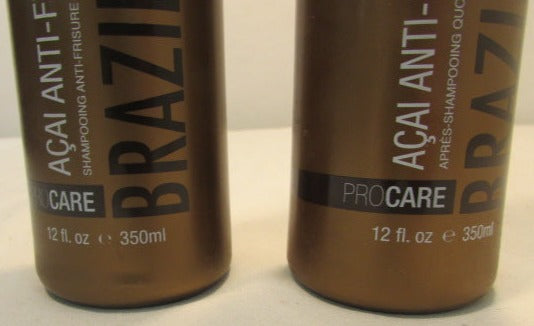 AÇAI ANTI-F
SHAMPOOING ANTI-FRISURE
BRAZIL
PROCARE
12 fl. oz e 350ml
AÇAI ANTI-
APRÈS-SHAMPOOING QUO
BRAZI
PROCARE
12 fl. oz e 350ml